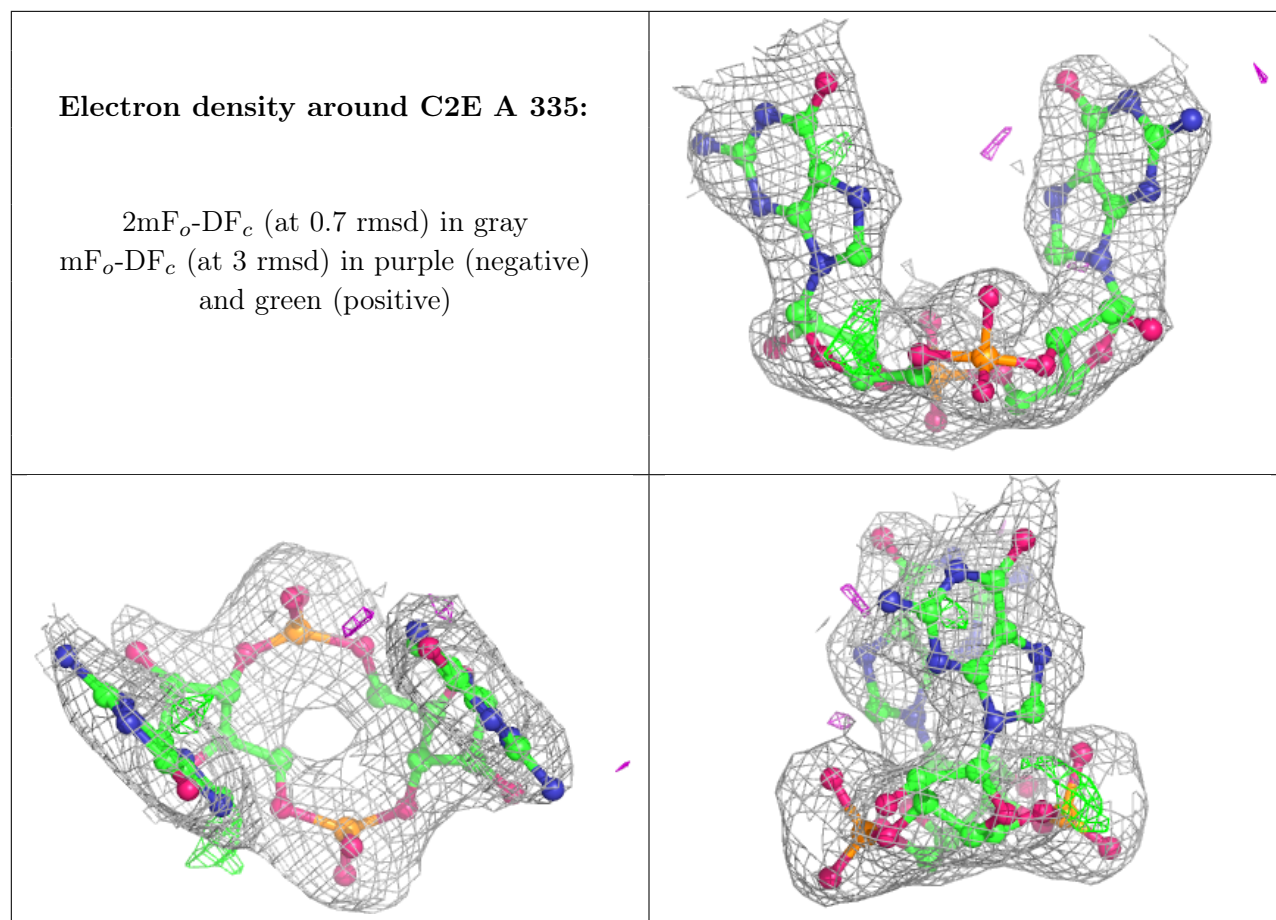 Electron density around C2E A 335:
2mFₒ-DF𝒸 (at 0.7 rmsd) in gray
mFₒ-DF𝒸 (at 3 rmsd) in purple (negative)
and green (positive)